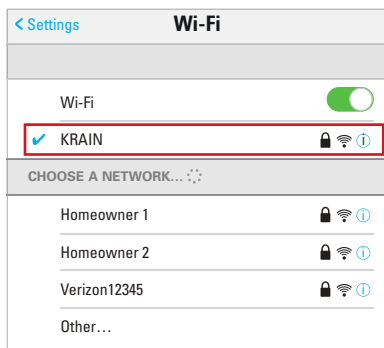 < Settings Wi-Fi
Wi-Fi
✔ KRAIN
CHOOSE A NETWORK...
Homeowner 1
Homeowner 2
Verizon12345
Other...